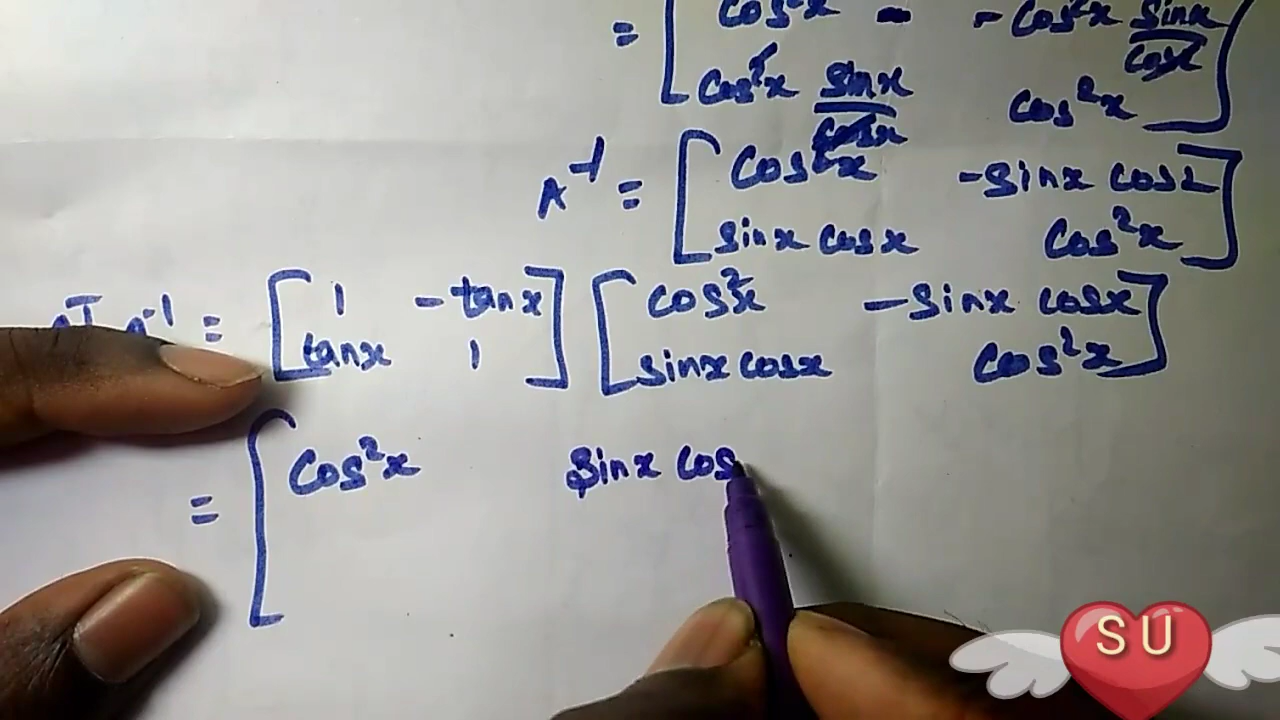 = [ cos²x - - cos²x sinx/cosx
cos²x sinx/cosx cos²x ]
A⁻¹ = [ cos²x -sinx cosx
sinx cosx cos²x ]
Aᵀ A⁻¹ = [ 1 -tanx [ cos²x -sinx cosx
tanx 1 ] sinx cosx cos²x ]
= [ cos²x sinx cos
SU